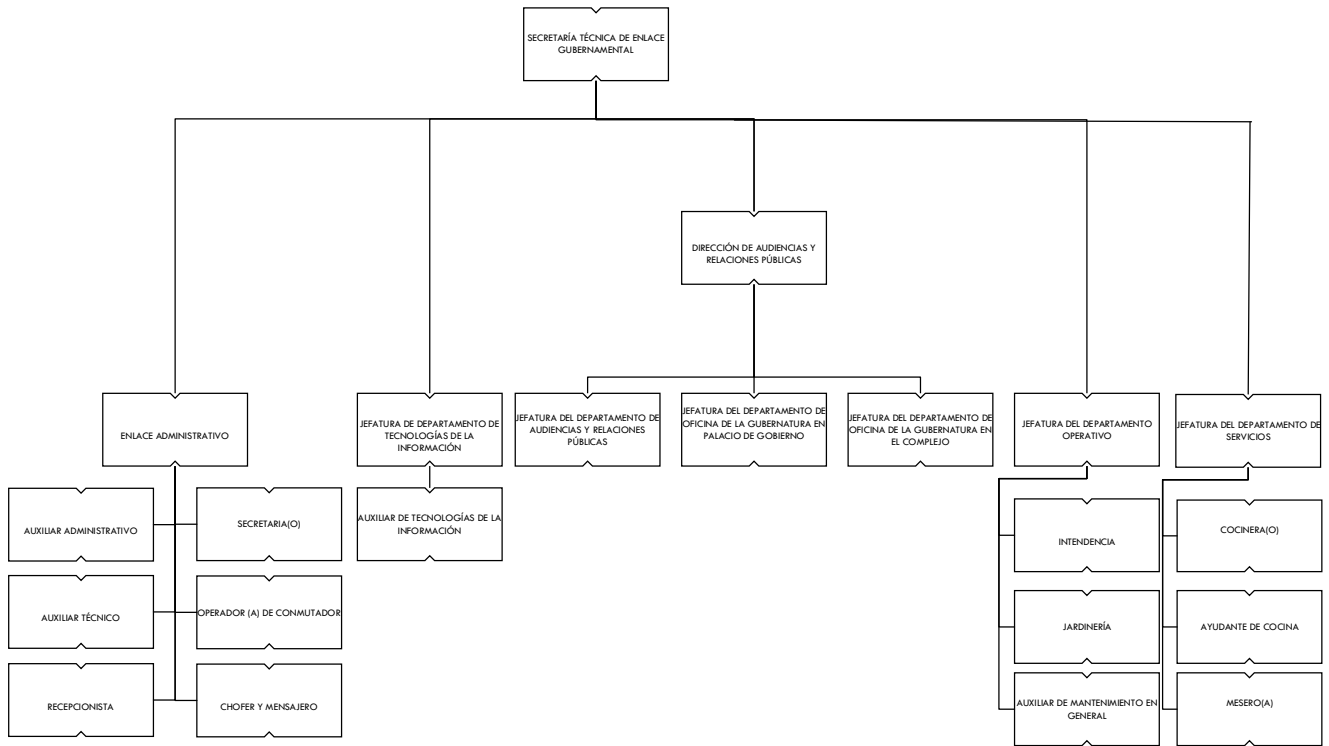 SECRETARÍA TÉCNICA DE ENLACE
GUBERNAMENTAL
DIRECCIÓN DE AUDIENCIAS Y
RELACIONES PÚBLICAS
ENLACE ADMINISTRATIVO
JEFATURA DE DEPARTAMENTO DE
TECNOLOGÍAS DE LA
INFORMACIÓN
JEFATURA DEL DEPARTAMENTO DE
AUDIENCIAS Y RELACIONES
PÚBLICAS
JEFATURA DEL DEPARTAMENTO DE
OFICINA DE LA GUBERNATURA EN
PALACIO DE GOBIERNO
JEFATURA DEL DEPARTAMENTO DE
OFICINA DE LA GUBERNATURA EN
EL COMPLEJO
JEFATURA DEL DEPARTAMENTO
OPERATIVO
JEFATURA DEL DEPARTAMENTO DE
SERVICIOS
AUXILIAR ADMINISTRATIVO
SECRETARIA(O)
AUXILIAR DE TECNOLOGÍAS DE LA
INFORMACIÓN
INTENDENCIA
COCINERA(O)
AUXILIAR TÉCNICO
OPERADOR (A) DE CONMUTADOR
JARDINERÍA
AYUDANTE DE COCINA
RECEPCIONISTA
CHOFER Y MENSAJERO
AUXILIAR DE MANTENIMIENTO EN
GENERAL
MESERO(A)